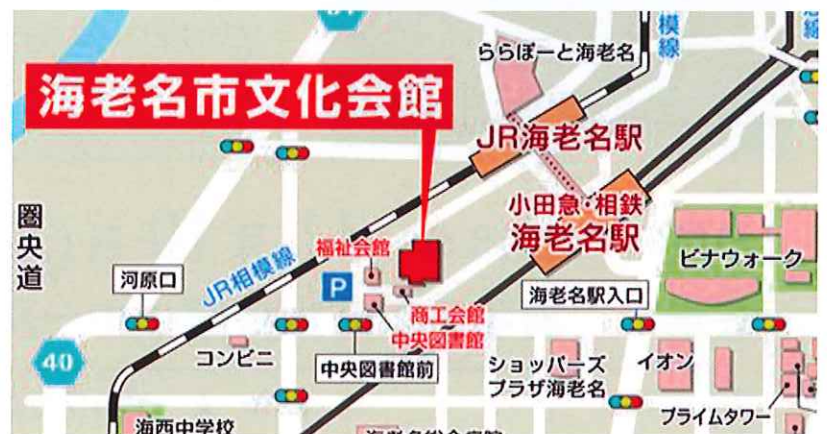 ららぽーと海老名
海老名市文化会館
JR海老名駅
小田急・相鉄
海老名駅
圏央道
福祉会館
JR相模線
ビナウォーク
河原口
P
商工会館
海老名駅入口
中央図書館
40
コンビニ
中央図書館前
ショッパーズ
プラザ海老名
イオン
プライムタワー
海西中学校